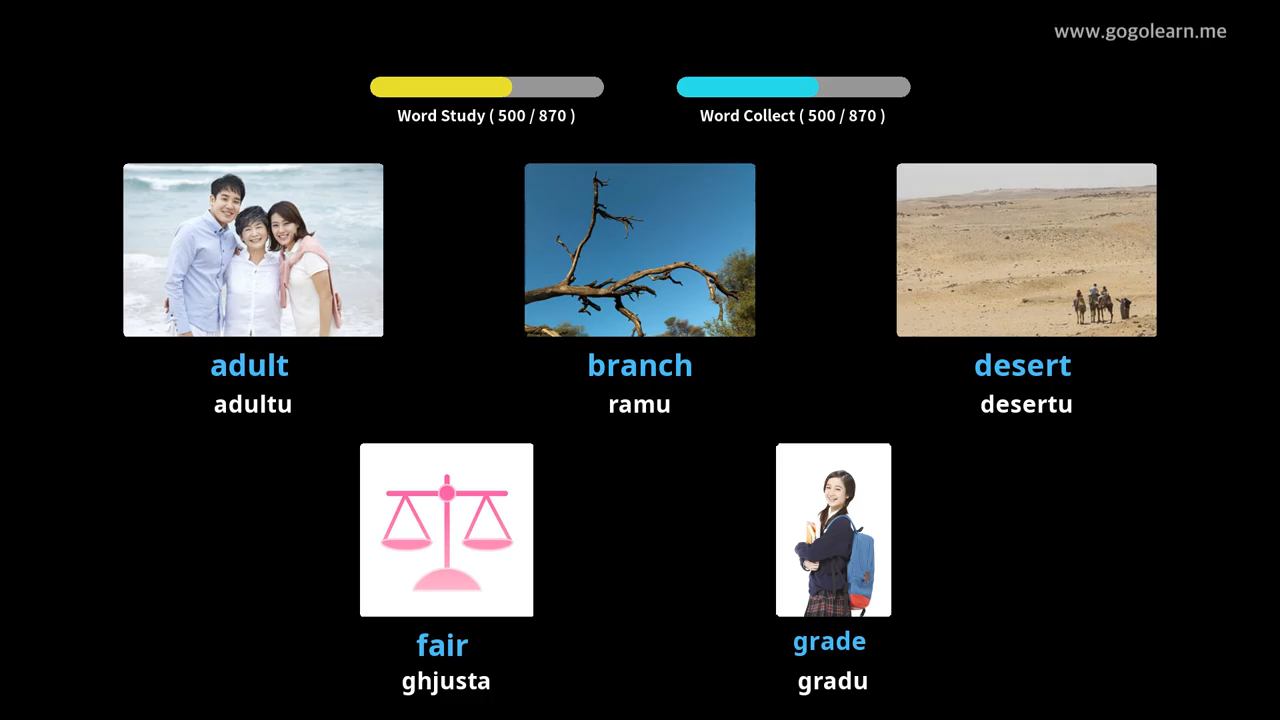 www.gogolearn.me
Word Study ( 500 / 870 )
Word Collect ( 500 / 870 )
adult
adultu
branch
ramu
desert
desertu
fair
ghjusta
grade
gradu